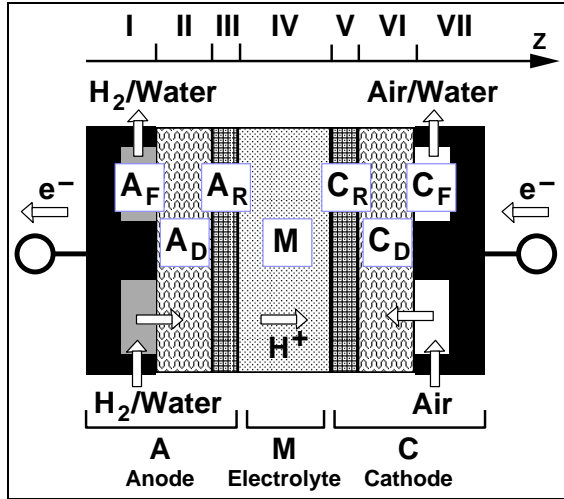 I II III IV V VI VII
z
H2/Water Air/Water
e− e−
AF AR CR CF
AD M CD
H+
H2/Water Air
A M C
Anode Electrolyte Cathode